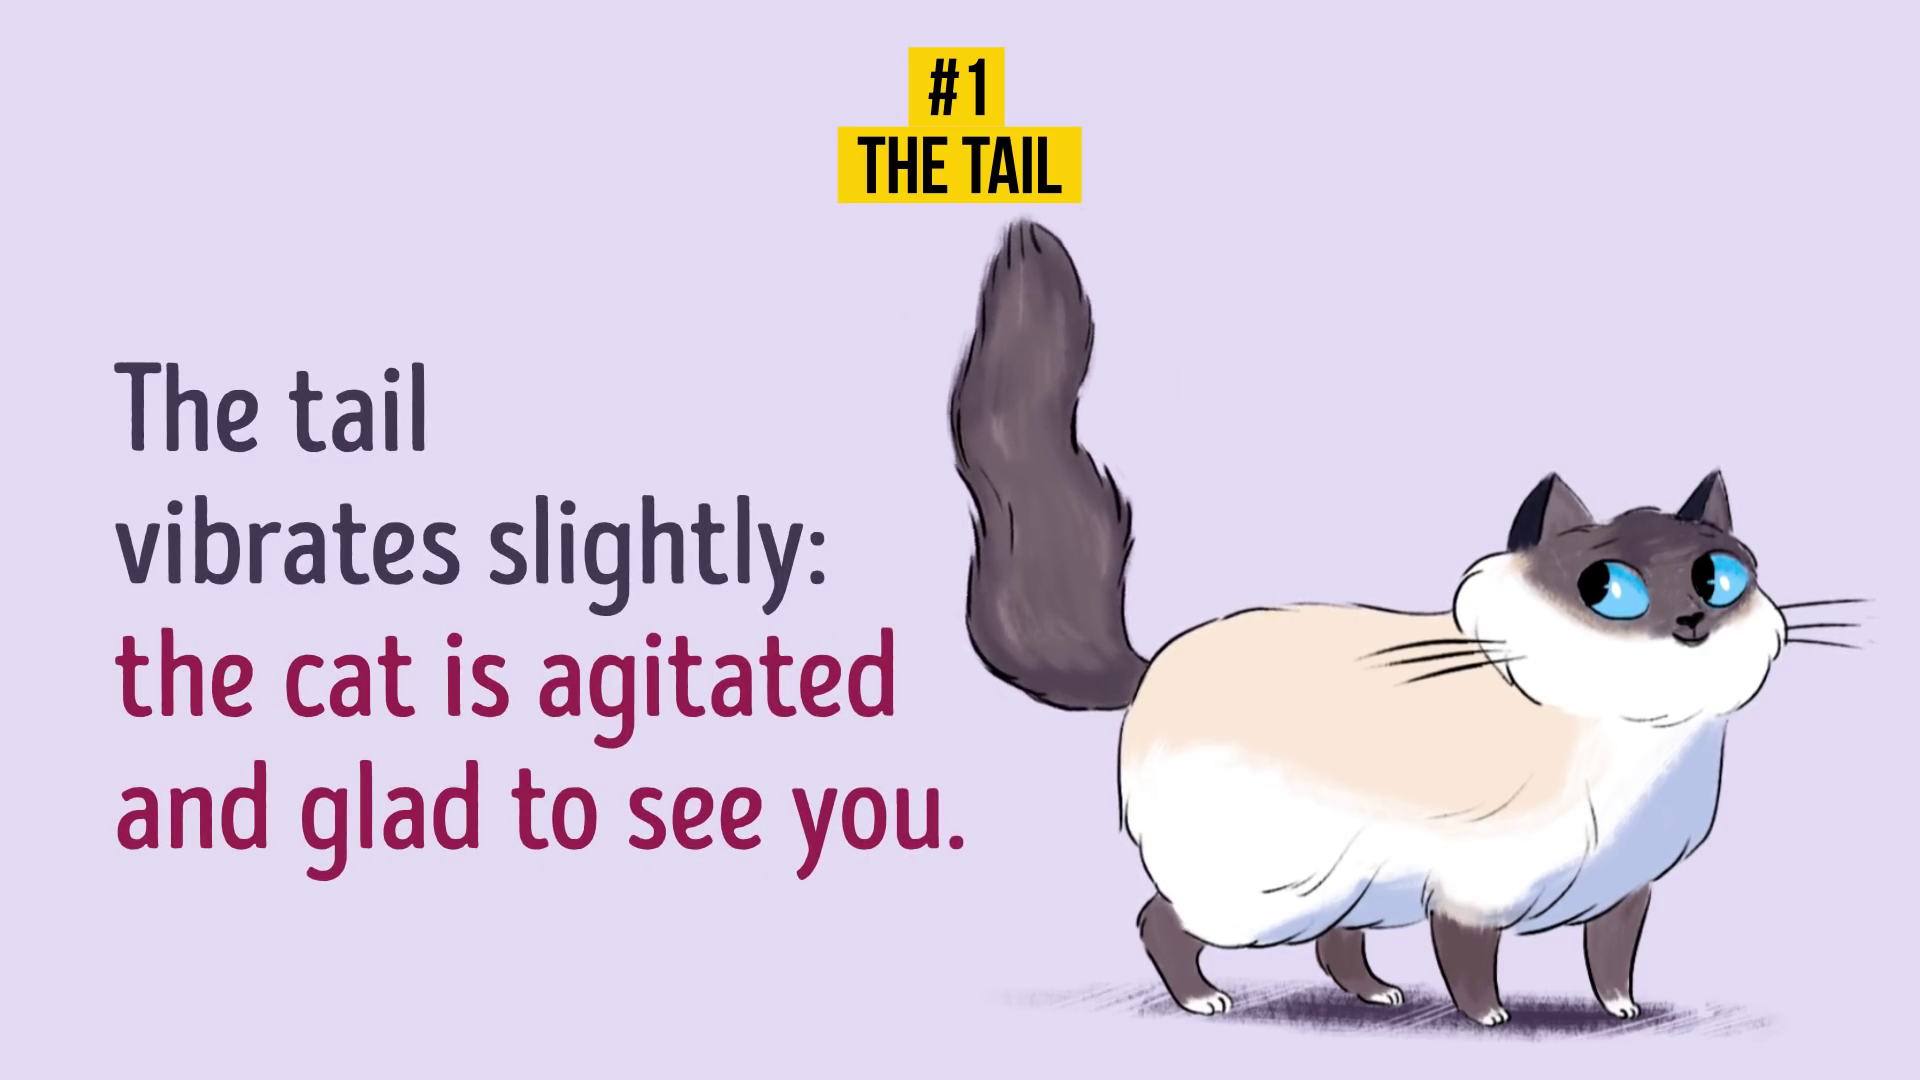 #1
THE TAIL
The tail
vibrates slightly:
the cat is agitated
and glad to see you.